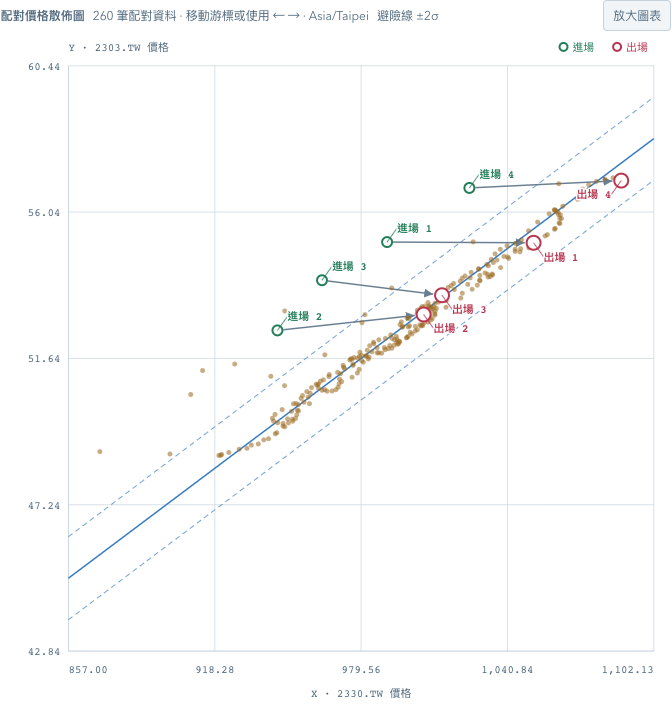 配對價格散佈圖 260 筆配對資料 · 移動游標或使用 ←→ · Asia/Taipei 避險線 ±2σ
放大圖表
Y · 2303.TW 價格
進場 出場
60.44
進場 4
出場 4
56.04
進場 1
出場 1
進場 3
出場 3
進場 2
出場 2
51.64
47.24
42.84
857.00 918.28 979.56 1,040.84 1,102.13
X · 2330.TW 價格